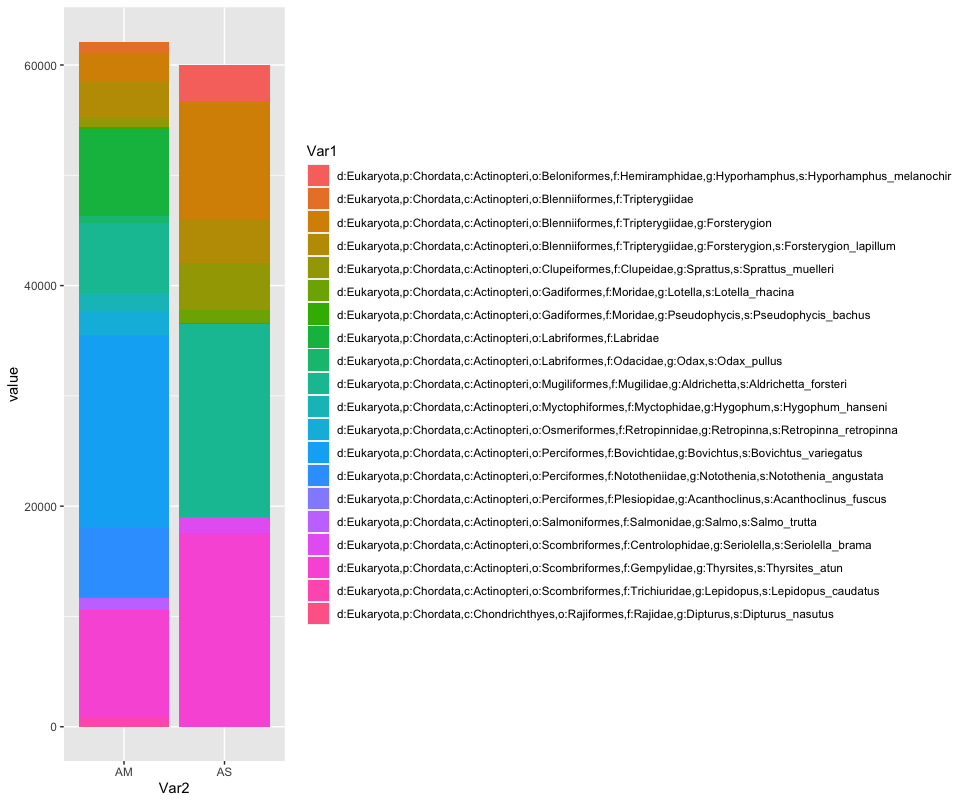 60000
40000
20000
0
value
AM
AS
Var2
Var1
d:Eukaryota,p:Chordata,c:Actinopteri,o:Beloniformes,f:Hemiramphidae,g:Hyporhamphus,s:Hyporhamphus_melanochir
d:Eukaryota,p:Chordata,c:Actinopteri,o:Blenniiformes,f:Tripterygiidae
d:Eukaryota,p:Chordata,c:Actinopteri,o:Blenniiformes,f:Tripterygiidae,g:Forsterygion
d:Eukaryota,p:Chordata,c:Actinopteri,o:Blenniiformes,f:Tripterygiidae,g:Forsterygion,s:Forsterygion_lapillum
d:Eukaryota,p:Chordata,c:Actinopteri,o:Clupeiformes,f:Clupeidae,g:Sprattus,s:Sprattus_muelleri
d:Eukaryota,p:Chordata,c:Actinopteri,o:Gadiformes,f:Moridae,g:Lotella,s:Lotella_rhacina
d:Eukaryota,p:Chordata,c:Actinopteri,o:Gadiformes,f:Moridae,g:Pseudophycis,s:Pseudophycis_bachus
d:Eukaryota,p:Chordata,c:Actinopteri,o:Labriformes,f:Labridae
d:Eukaryota,p:Chordata,c:Actinopteri,o:Labriformes,f:Odacidae,g:Odax,s:Odax_pullus
d:Eukaryota,p:Chordata,c:Actinopteri,o:Mugiliformes,f:Mugilidae,g:Aldrichetta,s:Aldrichetta_forsteri
d:Eukaryota,p:Chordata,c:Actinopteri,o:Myctophiformes,f:Myctophidae,g:Hygophum,s:Hygophum_hanseni
d:Eukaryota,p:Chordata,c:Actinopteri,o:Osmeriformes,f:Retropinnidae,g:Retropinna,s:Retropinna_retropinna
d:Eukaryota,p:Chordata,c:Actinopteri,o:Perciformes,f:Bovichtidae,g:Bovichtus,s:Bovichtus_variegatus
d:Eukaryota,p:Chordata,c:Actinopteri,o:Perciformes,f:Nototheniidae,g:Notothenia,s:Notothenia_angustata
d:Eukaryota,p:Chordata,c:Actinopteri,o:Perciformes,f:Plesiopidae,g:Acanthoclinus,s:Acanthoclinus_fuscus
d:Eukaryota,p:Chordata,c:Actinopteri,o:Salmoniformes,f:Salmonidae,g:Salmo,s:Salmo_trutta
d:Eukaryota,p:Chordata,c:Actinopteri,o:Scombriformes,f:Centrolophidae,g:Seriolella,s:Seriolella_brama
d:Eukaryota,p:Chordata,c:Actinopteri,o:Scombriformes,f:Gempylidae,g:Thyrsites,s:Thyrsites_atun
d:Eukaryota,p:Chordata,c:Actinopteri,o:Scombriformes,f:Trichiuridae,g:Lepidopus,s:Lepidopus_caudatus
d:Eukaryota,p:Chordata,c:Chondrichthyes,o:Rajiformes,f:Rajidae,g:Dipturus,s:Dipturus_nasutus